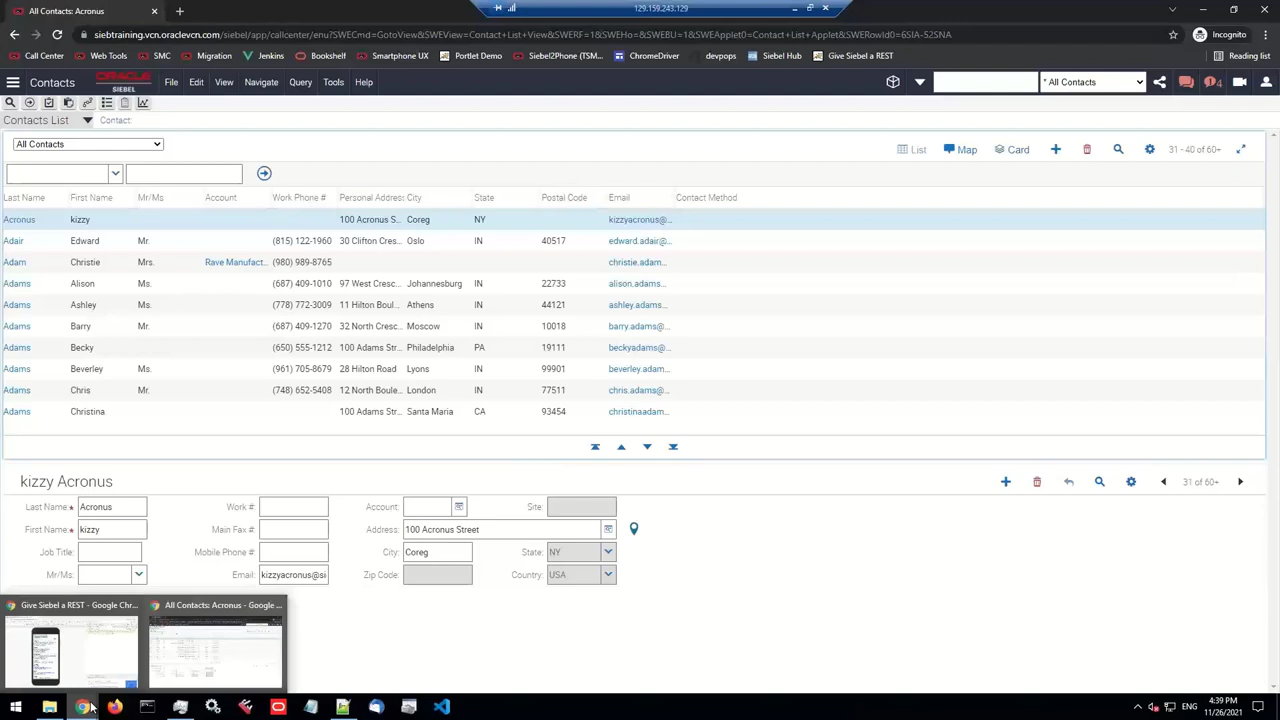 All Contacts: Acronus
129.159.243.129
siebtraining.vcn.oraclevcn.com/siebel/app/callcenter/enu?SWECmd=GotoView&SWEView=Contact+List+View&SWERF=1&SWEHo=&SWEBU=1&SWEApplet0=Contact+List+Applet&SWERowId0=6SIA-52SNA
Incognito
Call Center
Web Tools
SMC
Migration
JET Cookbook
Portlet Demo
Siebel2Phone (TSM...
ChromeDriver
devpops
Bookshelf
Siebel Hub
Give Siebel a REST
Reading list
Contacts
ORACLE
SIEBEL
File Edit View Navigate Query Tools Help
* All Contacts
4
Contacts List
Contact:
All Contacts
List Map Card
31 - 40 of 60+
Last Name First Name Mr/Ms Account Work Phone # Personal Address: City State Postal Code Email Contact Method
Acronus kizzy 100 Acronus S... Coreg NY kizzyacronus@...
Adair Edward Mr. (815) 122-1960 30 Clifton Cres... Oslo IN 40517 edward.adair@...
Adam Christie Mrs. Rave Manufact... (980) 989-8765 christie.adam...
Adams Alison Ms. (687) 409-1010 97 West Cresc... Johannesburg IN 22733 alison.adams...
Adams Ashley Ms. (778) 772-3009 11 Hilton Boul... Athens IN 44121 ashley.adams...
Adams Barry Mr. (687) 409-1270 32 North Cresc... Moscow IN 10018 barry.adams@...
Adams Becky (650) 555-1212 100 Adams Str... Philadelphia PA 19111 beckyadams@...
Adams Beverley Ms. (961) 705-8679 28 Hilton Road Lyons IN 99901 beverley.adam...
Adams Chris Mr. (748) 652-5408 12 North Boule... London IN 77511 chris.adams@...
Adams Christina 100 Adams Str... Santa Maria CA 93454 christinaadam...
kizzy Acronus
31 of 60+
Last Name:* Acronus Work #: Account: Site:
First Name:* kizzy Main Fax #: Address: 100 Acronus Street
Job Title: Mobile Phone #: City: Coreg State: NY
Mr/Ms: Email: kizzyacronus@si Zip Code: Country: USA
Give Siebel a REST - Google Chr...
All Contacts: Acronus - Google ...
ENG
4:39 PM
11/26/2021